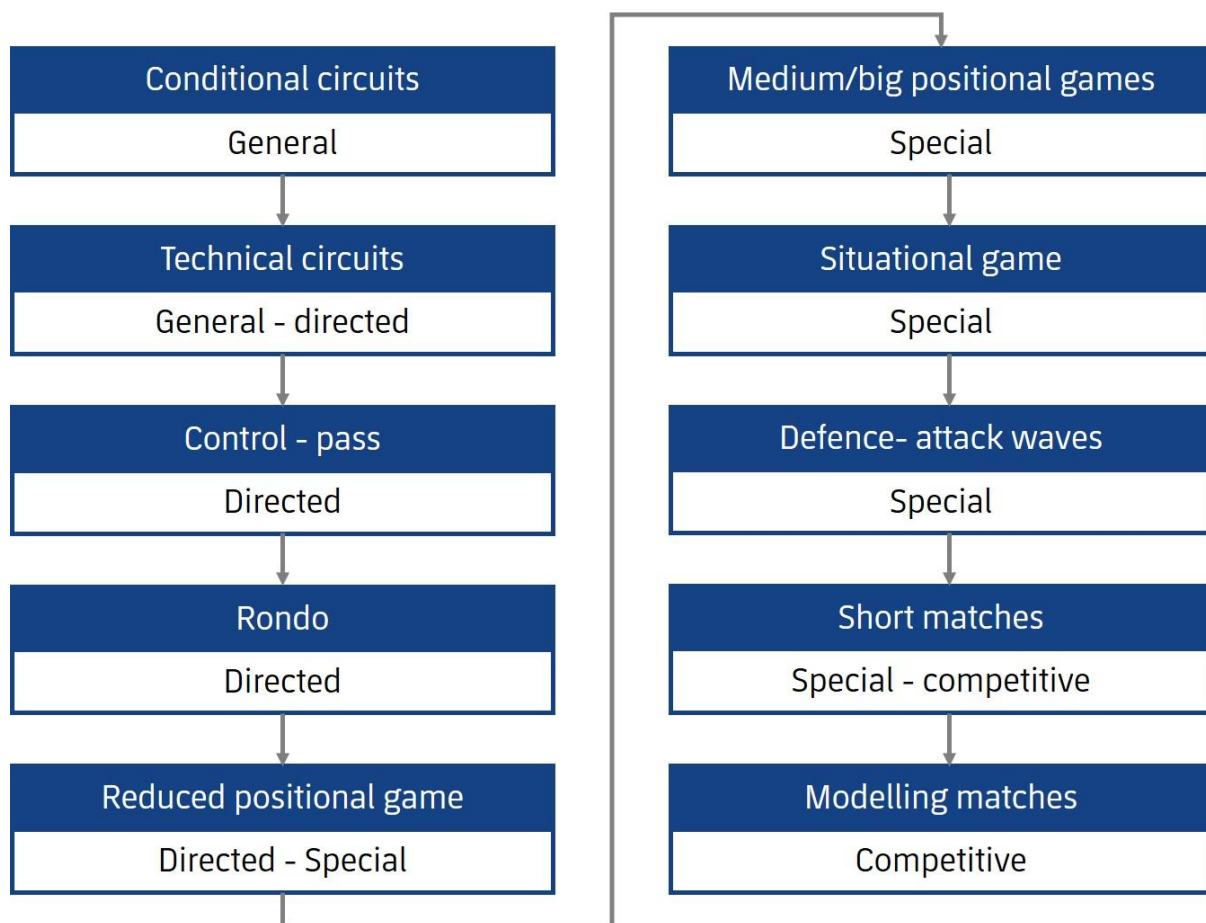 Conditional circuits
General
Technical circuits
General - directed
Control - pass
Directed
Rondo
Directed
Reduced positional game
Directed - Special
Medium/big positional games
Special
Situational game
Special
Defence- attack waves
Special
Short matches
Special - competitive
Modelling matches
Competitive